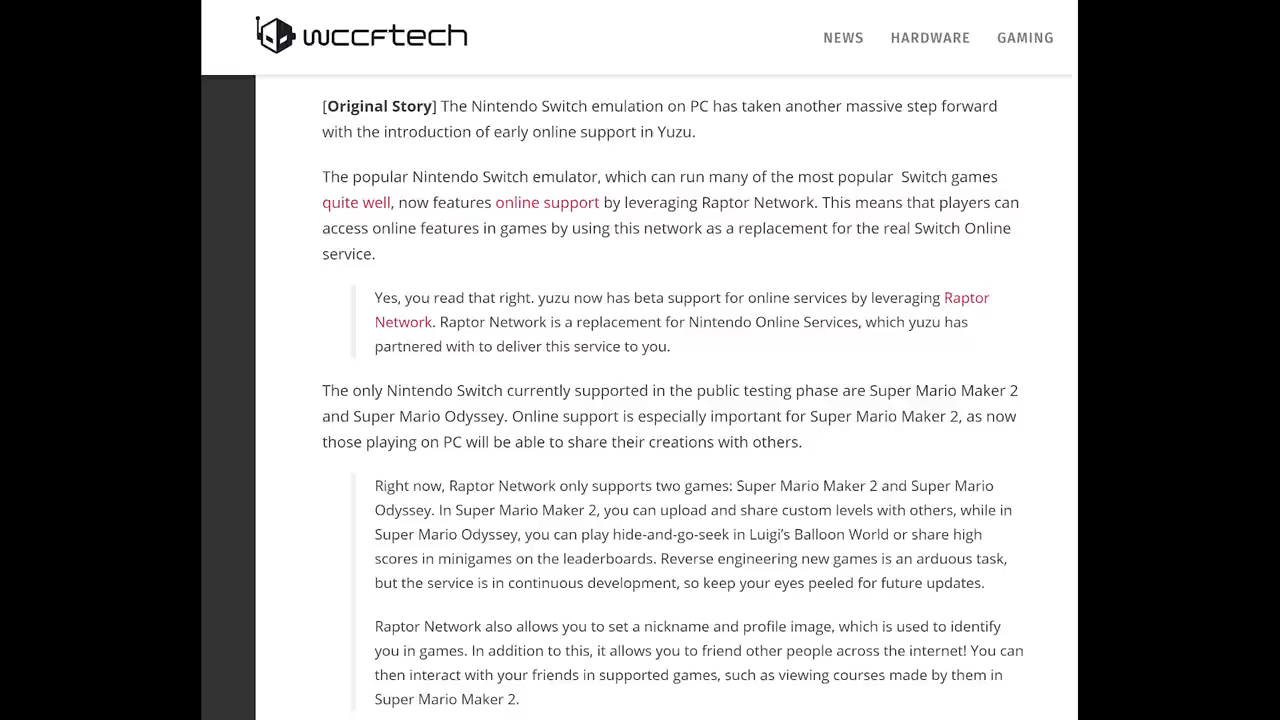 wccftech
NEWS HARDWARE GAMING
[Original Story] The Nintendo Switch emulation on PC has taken another massive step forward
with the introduction of early online support in Yuzu.
The popular Nintendo Switch emulator, which can run many of the most popular Switch games
quite well, now features online support by leveraging Raptor Network. This means that players can
access online features in games by using this network as a replacement for the real Switch Online
service.
Yes, you read that right. yuzu now has beta support for online services by leveraging Raptor
Network. Raptor Network is a replacement for Nintendo Online Services, which yuzu has
partnered with to deliver this service to you.
The only Nintendo Switch currently supported in the public testing phase are Super Mario Maker 2
and Super Mario Odyssey. Online support is especially important for Super Mario Maker 2, as now
those playing on PC will be able to share their creations with others.
Right now, Raptor Network only supports two games: Super Mario Maker 2 and Super Mario
Odyssey. In Super Mario Maker 2, you can upload and share custom levels with others, while in
Super Mario Odyssey, you can play hide-and-go-seek in Luigi's Balloon World or share high
scores in minigames on the leaderboards. Reverse engineering new games is an arduous task,
but the service is in continuous development, so keep your eyes peeled for future updates.
Raptor Network also allows you to set a nickname and profile image, which is used to identify
you in games. In addition to this, it allows you to friend other people across the internet! You can
then interact with your friends in supported games, such as viewing courses made by them in
Super Mario Maker 2.